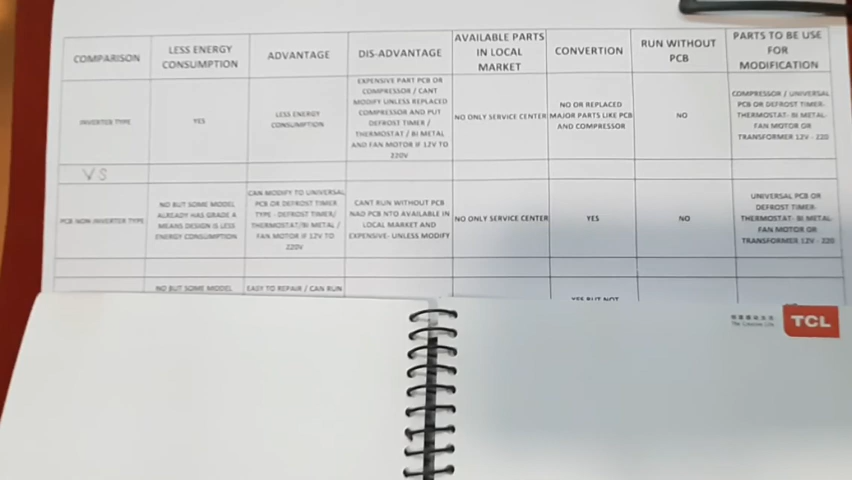 COMPARISON
LESS ENERGY
CONSUMPTION
ADVANTAGE
DIS-ADVANTAGE
AVAILABLE PARTS
IN LOCAL
MARKET
CONVERTION
RUN WITHOUT
PCB
PARTS TO BE USE
FOR
MODIFICATION
INVERTER TYPE
YES
LESS ENERGY
CONSUMPTION
EXPENSIVE PART PCB OR
COMPRESSOR / CANT
MODIFY UNLESS REPLACED
COMPRESSOR AND PUT
DEFROST TIMER /
THERMOSTAT / BI METAL
AND FAN MOTOR IF 12V TO
220V
NO ONLY SERVICE CENTER
NO OR REPLACED
MAJOR PARTS LIKE PCB
AND COMPRESSOR
NO
COMPRESSOR / UNIVERSAL
PCB OR DEFROST TIMER-
THERMOSTAT- BI METAL-
FAN MOTOR OR
TRANSFORMER 12V - 220
VS
PCB NON INVERTER TYPE
NO BUT SOME MODEL
ALREADY HAS GRADE A
MEANS DESIGN IS LESS
ENERGY CONSUMPTION
CAN MODIFY TO UNIVERSAL
PCB OR DEFROST TIMER
TYPE - DEFROST TIMER/
THERMOSTAT/BI METAL /
FAN MOTOR IF 12V TO
220V
CANT RUN WITHOUT PCB
NAD PCB NTO AVAILABLE IN
LOCAL MARKET AND
EXPENSIVE- UNLESS MODIFY
NO ONLY SERVICE CENTER
YES
NO
UNIVERSAL PCB OR
DEFROST TIMER-
THERMOSTAT- BI METAL-
FAN MOTOR OR
TRANSFORMER 12V - 220
NO BUT SOME MODEL
EASY TO REPAIR / CAN RUN
YES BUT NOT
The Creative Life
TCL